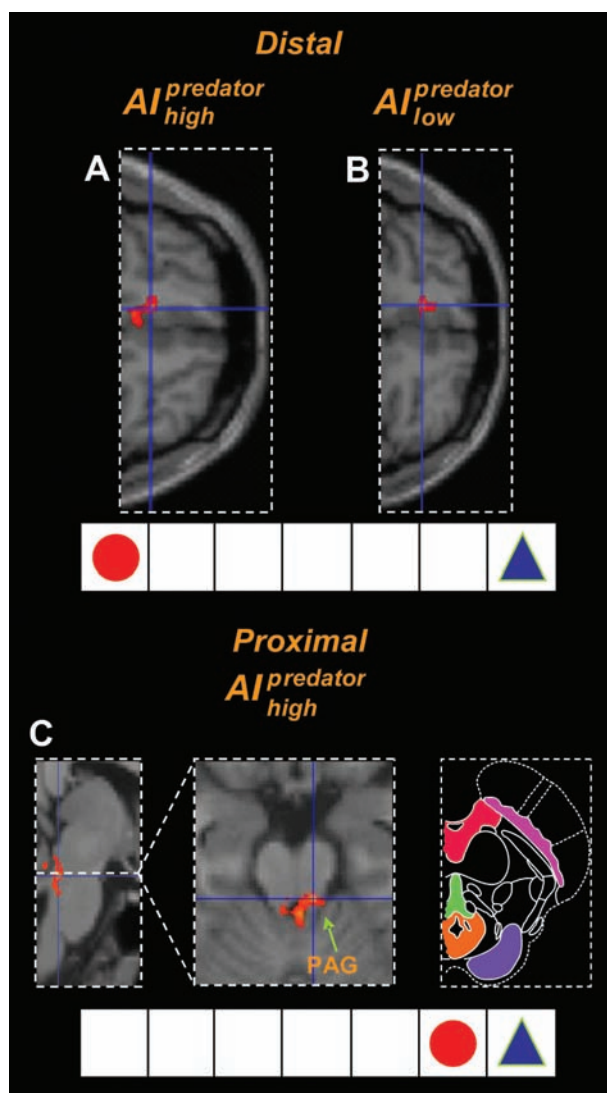 Distal
AI predator high
AI predator low
A
B
Proximal
AI predator high
C
PAG